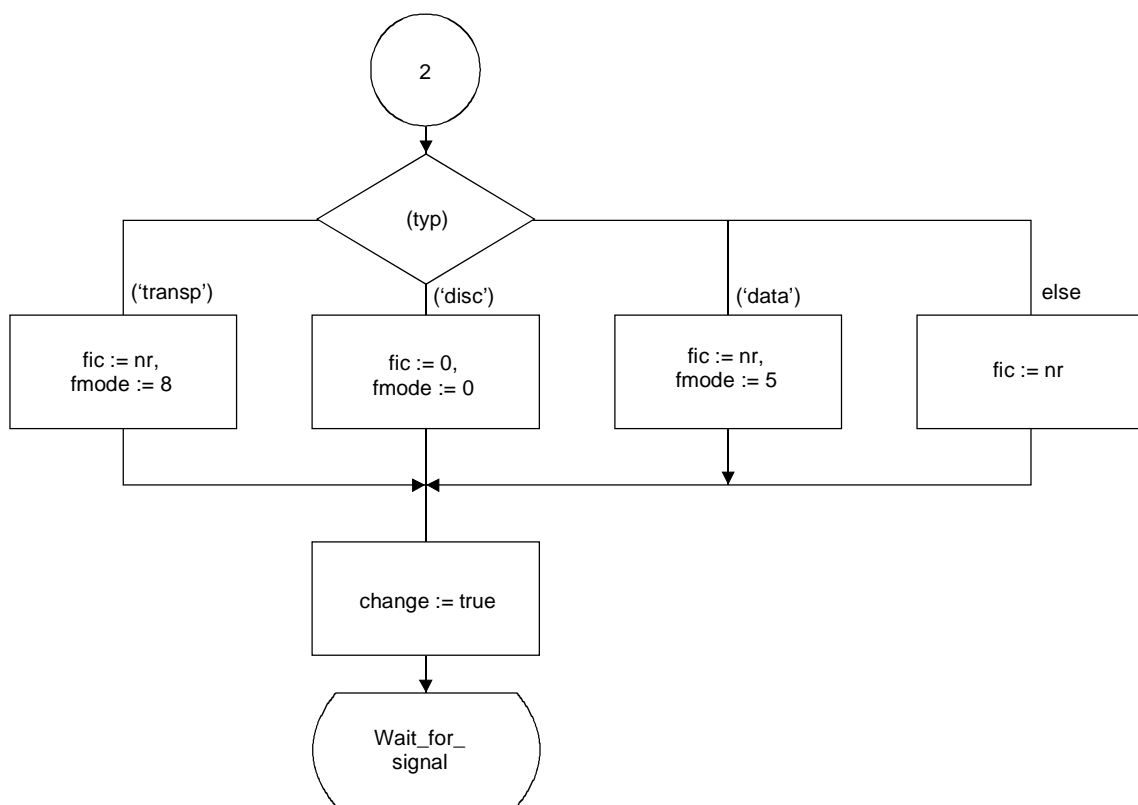 2
(typ)
(‘transp’)
(‘disc’)
(‘data’)
else
fic := nr,
fmode := 8
fic := 0,
fmode := 0
fic := nr,
fmode := 5
fic := nr
change := true
Wait_for_
signal